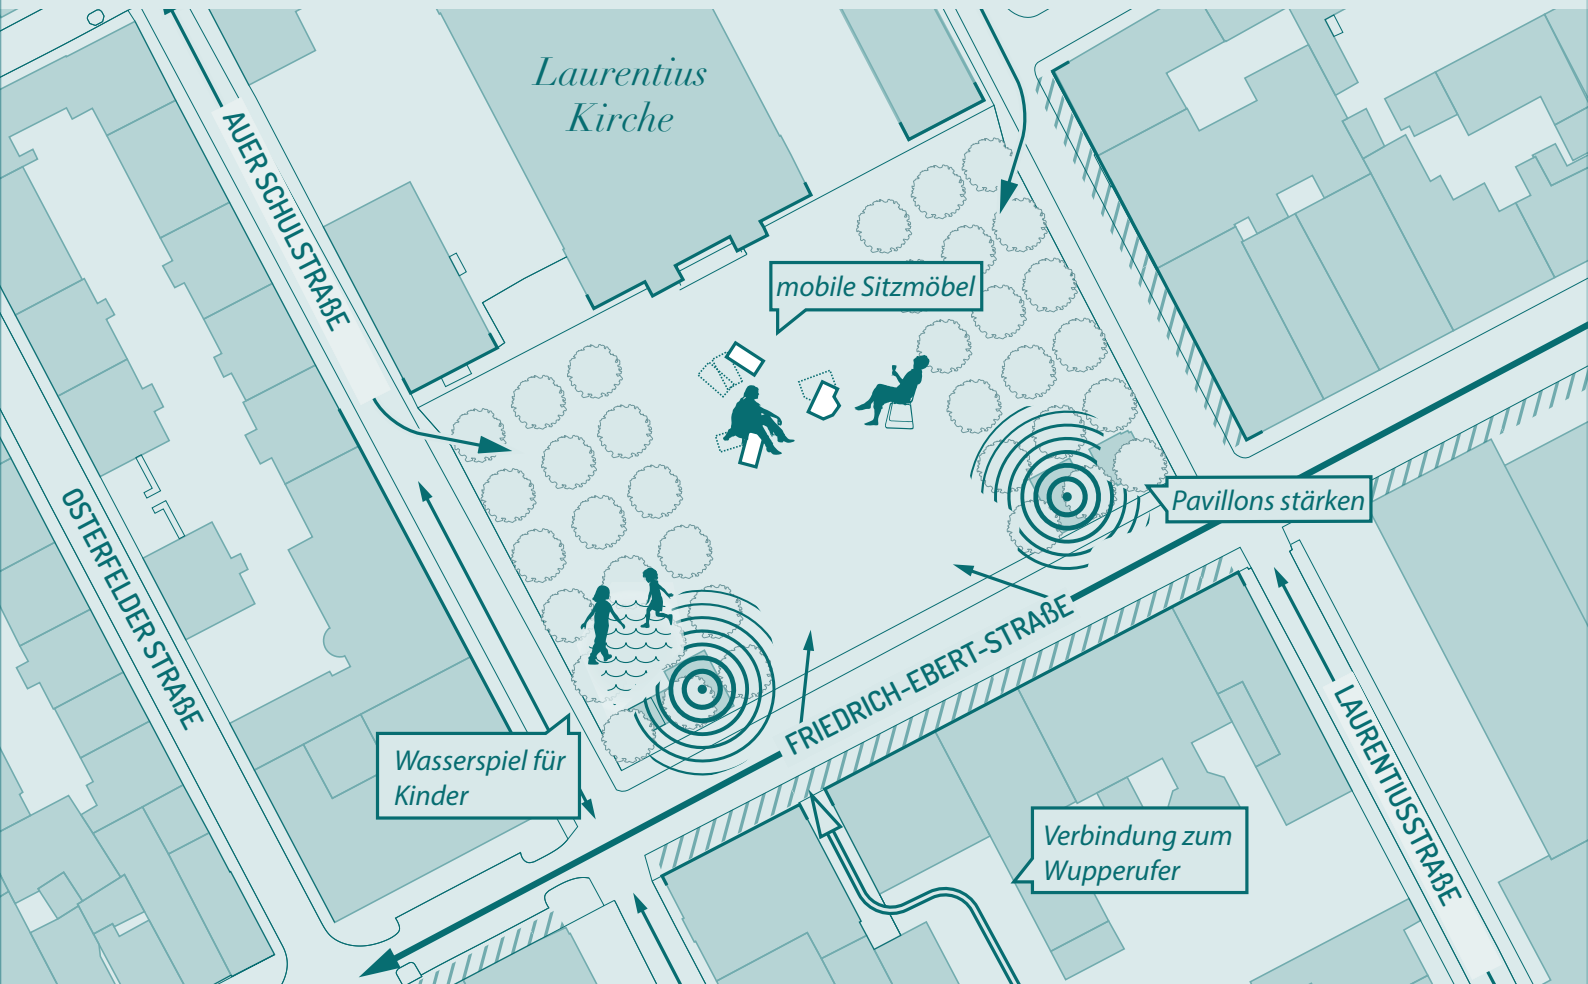 Laurentius
Kirche
AUER SCHULSTRAßE
mobile Sitzmöbel
Pavillons stärken
OSTERFELDER STRAßE
FRIEDRICH-EBERT-STRAßE
LAURENTIUSSTRAßE
Wasserspiel für
Kinder
Verbindung zum
Wupperufer